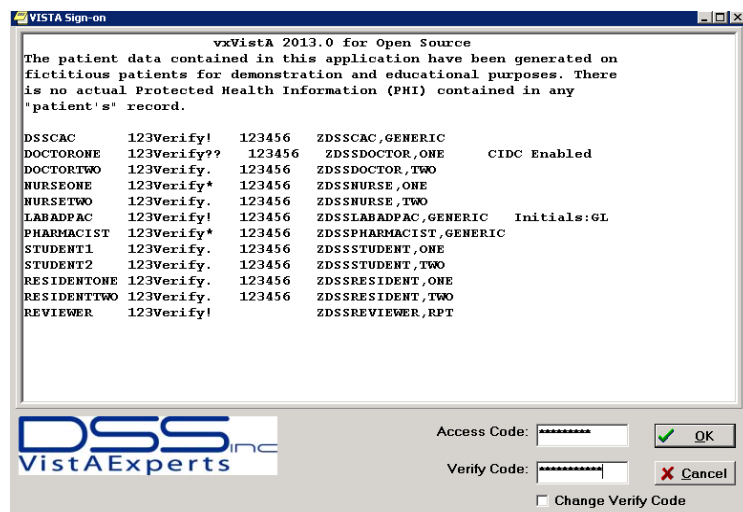 VISTA Sign-on
vxVistA 2013.0 for Open Source
The patient data contained in this application have been generated on
fictitious patients for demonstration and educational purposes. There
is no actual Protected Health Information (PHI) contained in any
"patient's" record.
DSSCAC 123Verify! 123456 ZDSSCAC,GENERIC
DOCTORONE 123Verify?? 123456 ZDSSDOCTOR,ONE CIDC Enabled
DOCTORTWO 123Verify. 123456 ZDSSDOCTOR,TWO
NURSEONE 123Verify* 123456 ZDSSNURSE,ONE
NURSETWO 123Verify. 123456 ZDSSNURSE,TWO
LABADPAC 123Verify! 123456 ZDSSLABADPAC,GENERIC Initials:GL
PHARMACIST 123Verify* 123456 ZDSSPHARMACIST,GENERIC
STUDENT1 123Verify. 123456 ZDSSSTUDENT,ONE
STUDENT2 123Verify. 123456 ZDSSSTUDENT,TWO
RESIDENTONE 123Verify. 123456 ZDSSRESIDENT,ONE
RESIDENTTWO 123Verify. 123456 ZDSSRESIDENT,TWO
REVIEWER 123Verify! ZDSSREVIEWER,RPT
DSS inc
VistAExperts
Access Code: ********* OK
Verify Code: *********** Cancel
Change Verify Code